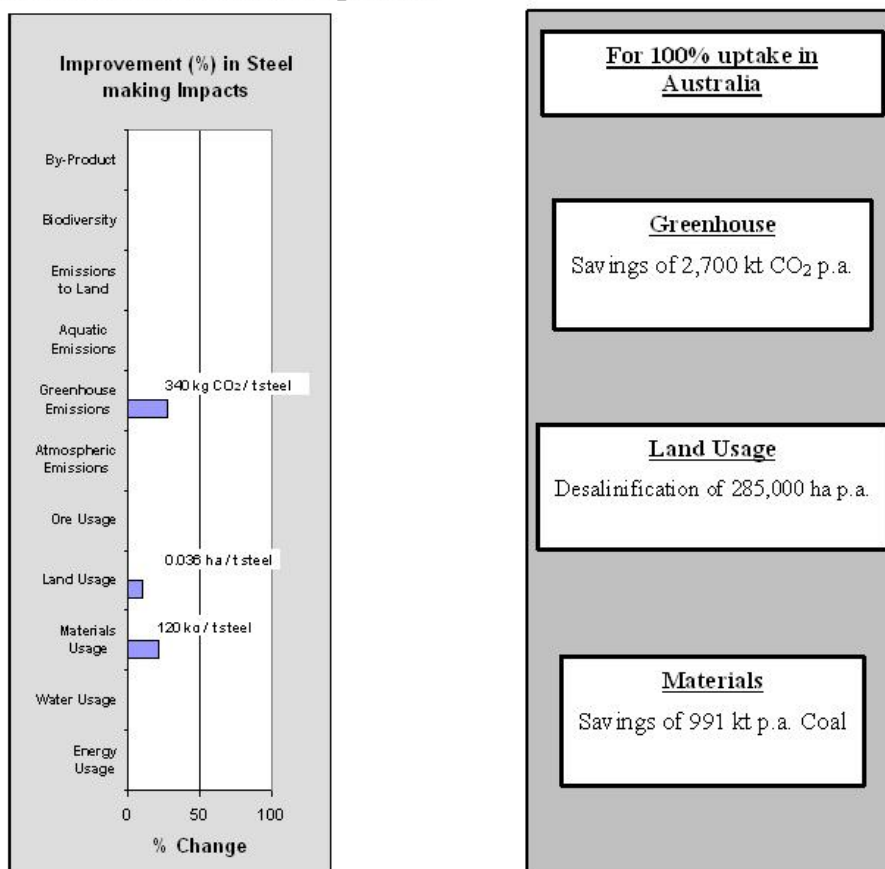 Improvement (%) in Steel
making Impacts
By-Product
Biodiversity
Emissions
to Land
Aquatic
Emissions
Greenhouse
Emissions
340 kg CO₂ / t steel
Atmospheric
Emissions
Ore Usage
0.036 ha / t steel
Land Usage
Materials
Usage
120 kg / t steel
Water Usage
Energy
Usage
0 50 100
% Change
For 100% uptake in
Australia
Greenhouse
Savings of 2,700 kt CO₂ p.a.
Land Usage
Desalinification of 285,000 ha p.a.
Materials
Savings of 991 kt p.a. Coal